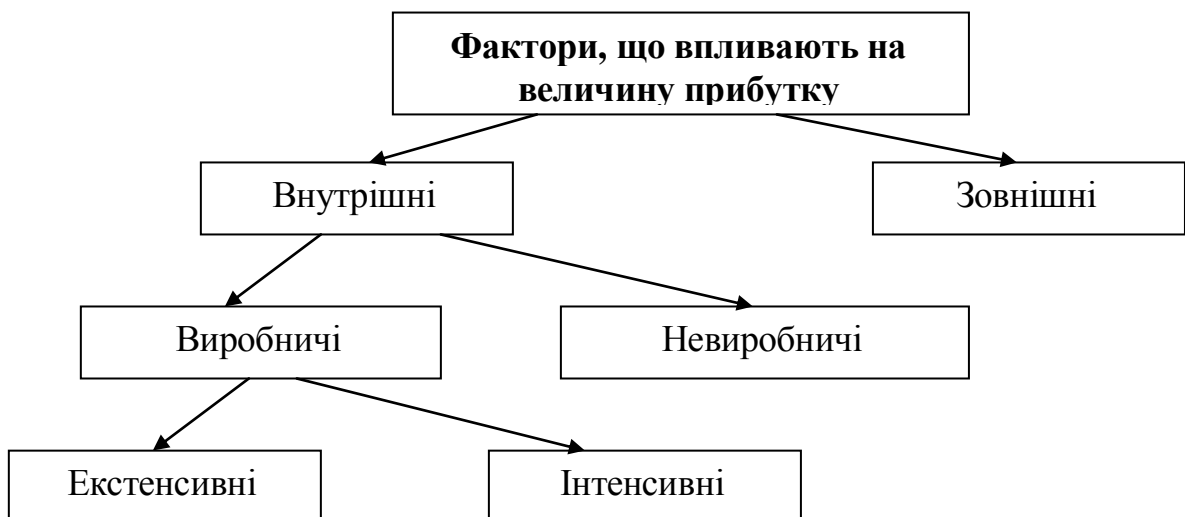 Фактори, що впливають на
величину прибутку
Внутрішні
Зовнішні
Виробничі
Невиробничі
Екстенсивні
Інтенсивні